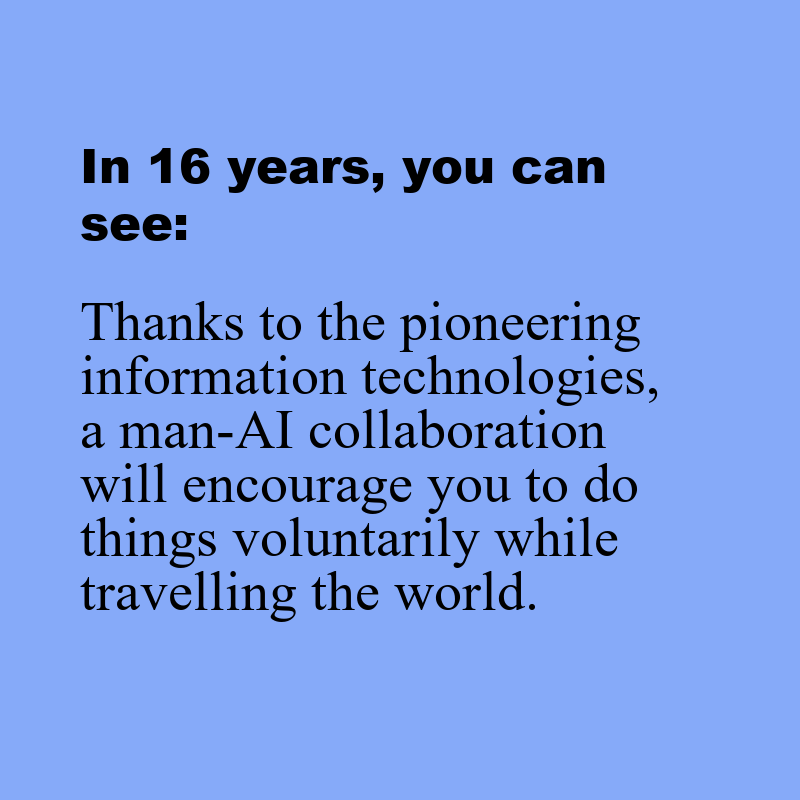 In 16 years, you can
see:
Thanks to the pioneering
information technologies,
a man-AI collaboration
will encourage you to do
things voluntarily while
travelling the world.